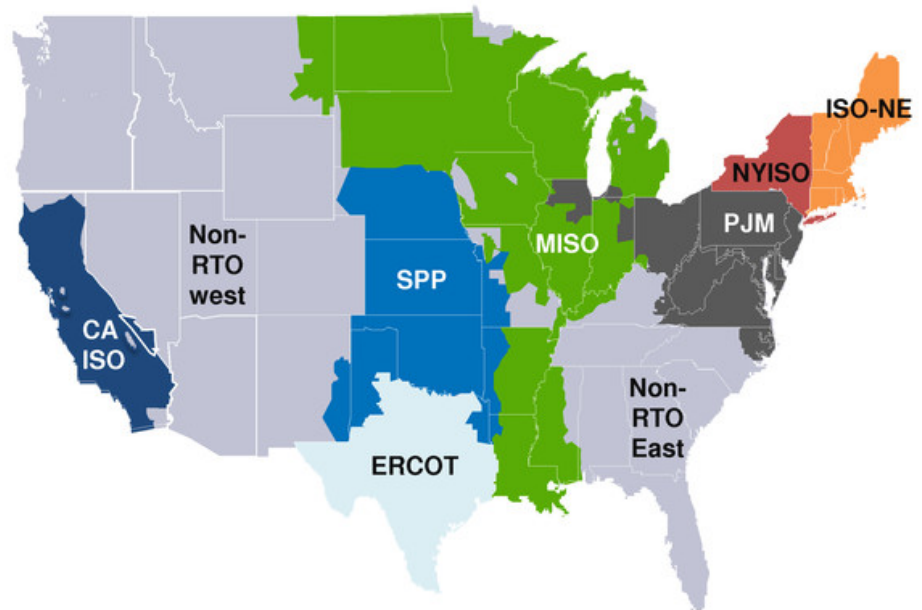 ISO-NE
NYISO
PJM
MISO
Non-
RTO
west
SPP
CA
ISO
Non-
RTO
East
ERCOT